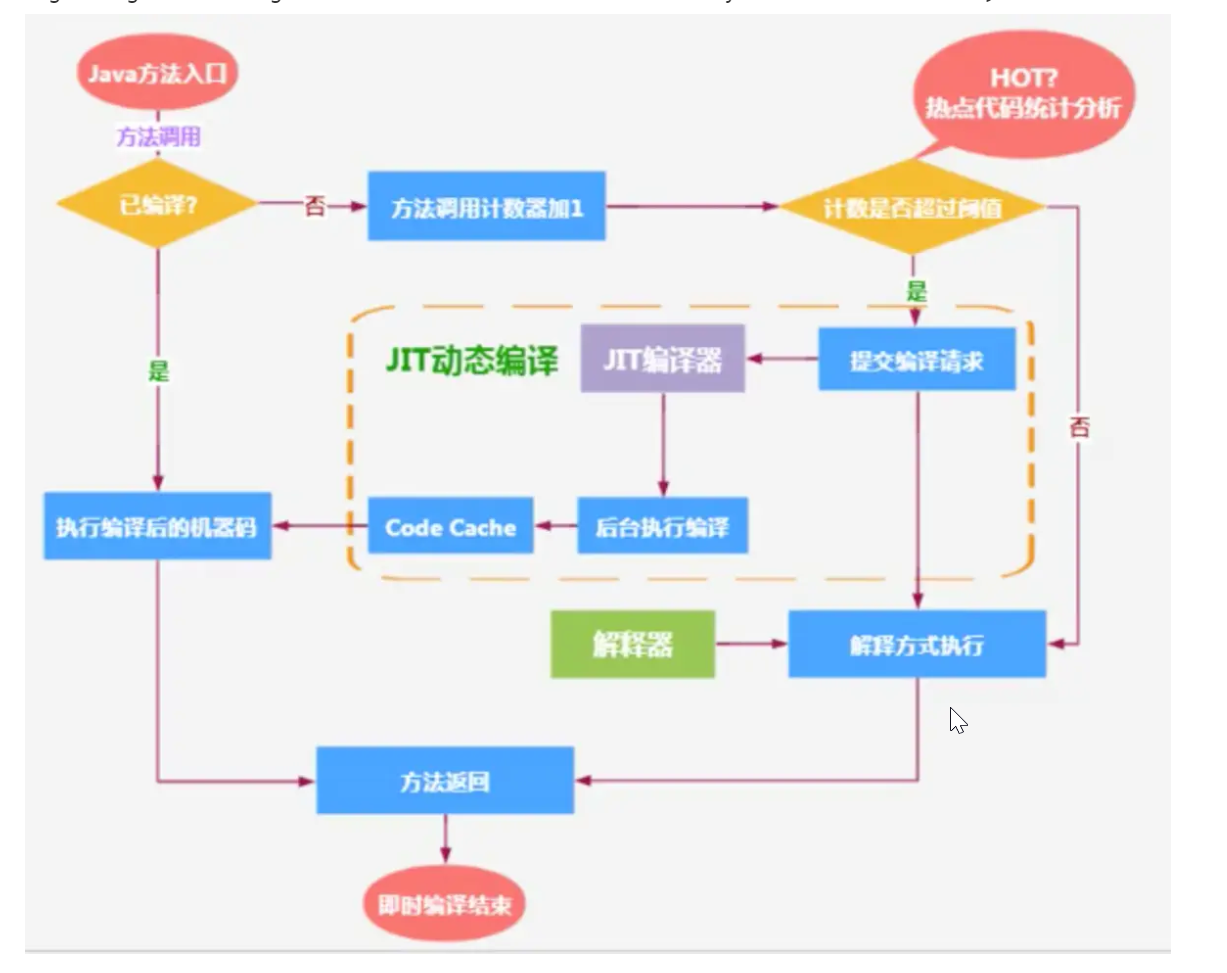 Java方法入口
方法调用
HOT?
热点代码统计分析
已编译?
否
方法调用计数器加1
计数是否超过阈值
是
JIT动态编译
JIT编译器
提交编译请求
是
否
执行编译后的机器码
Code Cache
后台执行编译
解释器
解释方式执行
方法返回
即时编译结束